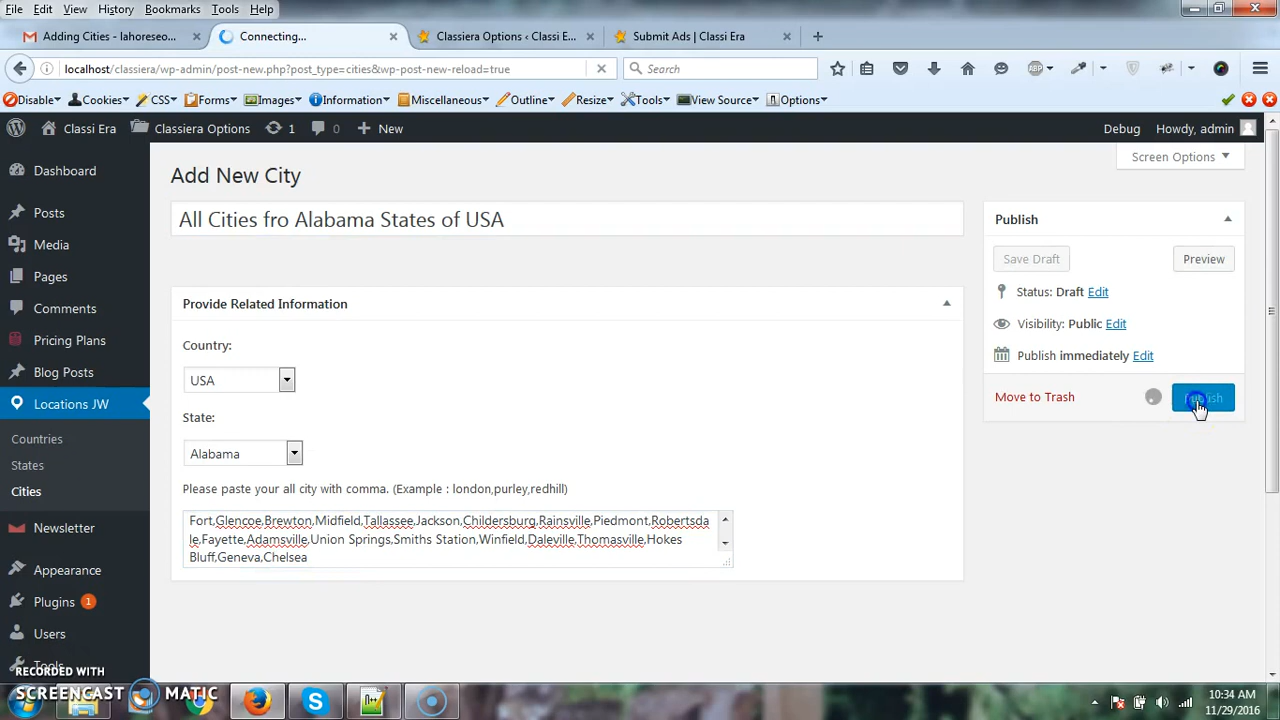 File Edit View History Bookmarks Tools Help
Adding Cities - lahoreseo... Connecting... Classiera Options ‹ Classi E... Submit Ads | Classi Era
localhost/classiera/wp-admin/post-new.php?post_type=cities&wp-post-new-reload=true Search ABP
Disable Cookies CSS Forms Images Information Miscellaneous Outline Resize Tools View Source Options
Classi Era Classiera Options 1 0 New Debug Howdy, admin
Screen Options
Dashboard
Posts
Media
Pages
Comments
Pricing Plans
Blog Posts
Locations JW
Countries
States
Cities
Newsletter
Appearance
Plugins 1
Users
Tools
Add New City
All Cities fro Alabama States of USA
Provide Related Information
Country:
USA
State:
Alabama
Please paste your all city with comma. (Example : london,purley,redhill)
Fort,Glencoe,Brewton,Midfield,Tallassee,Jackson,Childersburg,Rainsville,Piedmont,Robertsda
le,Fayette,Adamsville,Union Springs,Smiths Station,Winfield,Daleville,Thomasville,Hokes
Bluff,Geneva,Chelsea
Publish
Save Draft Preview
Status: Draft Edit
Visibility: Public Edit
Publish immediately Edit
Move to Trash Publish
RECORDED WITH
SCREENCAST MATIC
10:34 AM
11/29/2016